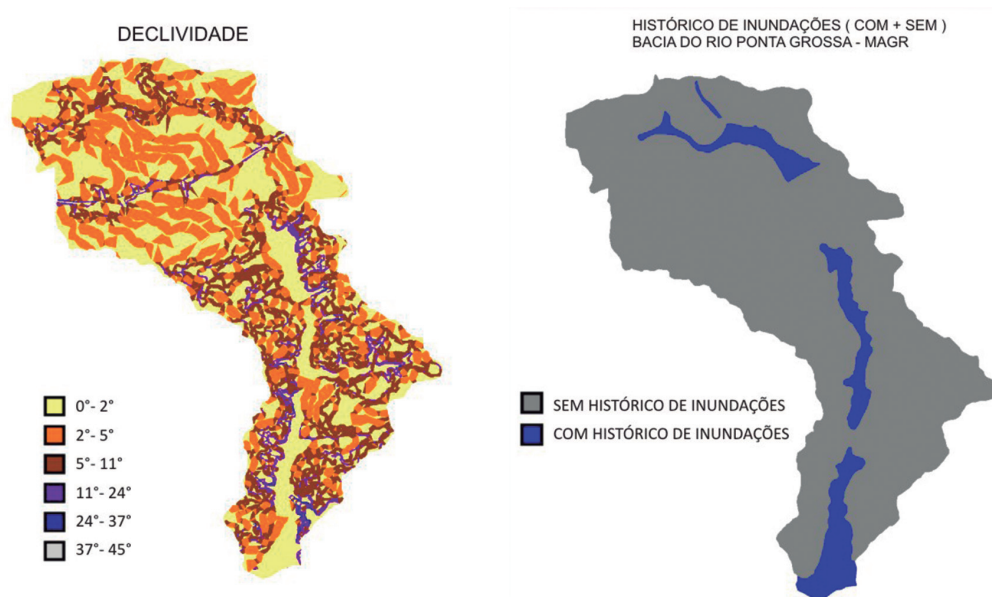 DECLIVIDADE
0°- 2°
2°- 5°
5°- 11°
11°- 24°
24°- 37°
37°- 45°
HISTÓRICO DE INUNDAÇÕES ( COM + SEM )
BACIA DO RIO PONTA GROSSA - MAGR
SEM HISTÓRICO DE INUNDAÇÕES
COM HISTÓRICO DE INUNDAÇÕES